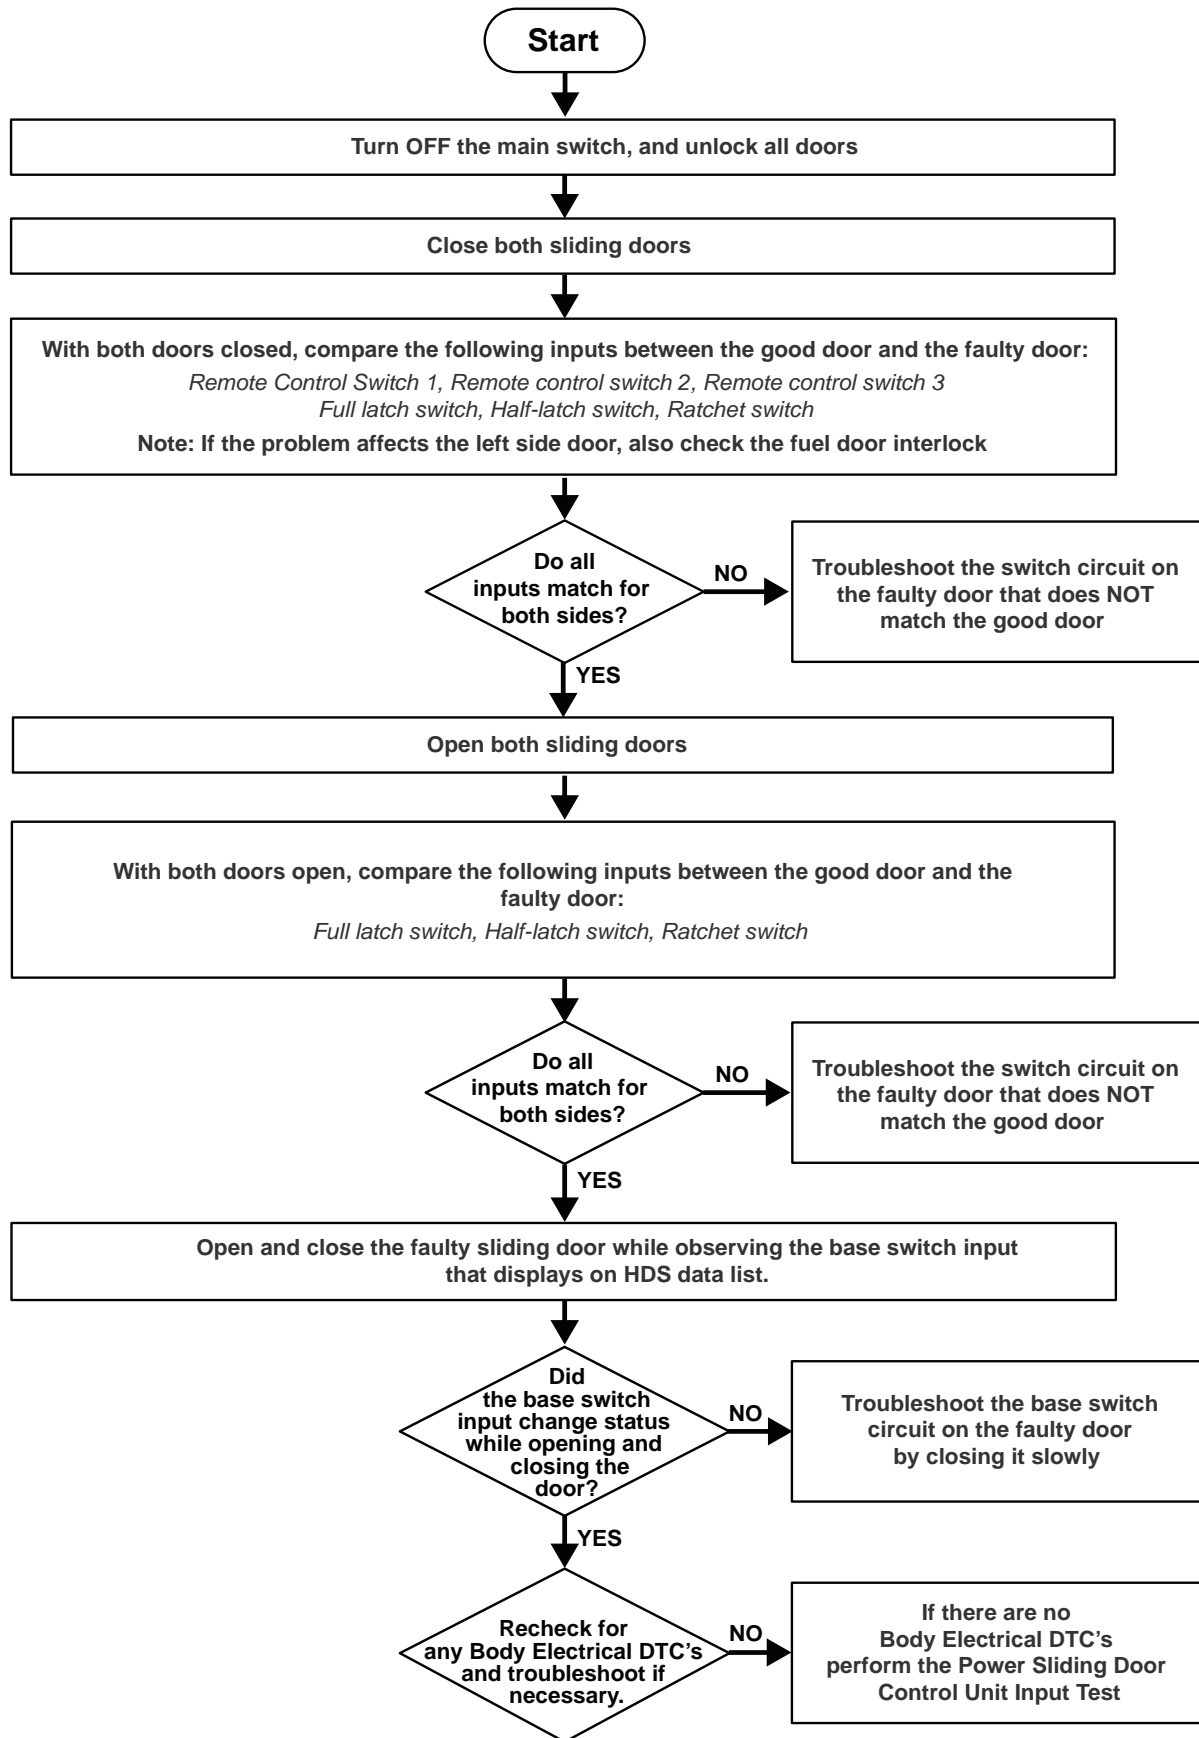 Start
Turn OFF the main switch, and unlock all doors
Close both sliding doors
With both doors closed, compare the following inputs between the good door and the faulty door:
Remote Control Switch 1, Remote control switch 2, Remote control switch 3
Full latch switch, Half-latch switch, Ratchet switch
Note: If the problem affects the left side door, also check the fuel door interlock
Do all
inputs match for
both sides?
NO
Troubleshoot the switch circuit on
the faulty door that does NOT
match the good door
YES
Open both sliding doors
With both doors open, compare the following inputs between the good door and the
faulty door:
Full latch switch, Half-latch switch, Ratchet switch
Do all
inputs match for
both sides?
NO
Troubleshoot the switch circuit on
the faulty door that does NOT
match the good door
YES
Open and close the faulty sliding door while observing the base switch input
that displays on HDS data list.
Did
the base switch
input change status
while opening and
closing the
door?
NO
Troubleshoot the base switch
circuit on the faulty door
by closing it slowly
YES
Recheck for
any Body Electrical DTC’s
and troubleshoot if
necessary.
NO
If there are no
Body Electrical DTC’s
perform the Power Sliding Door
Control Unit Input Test